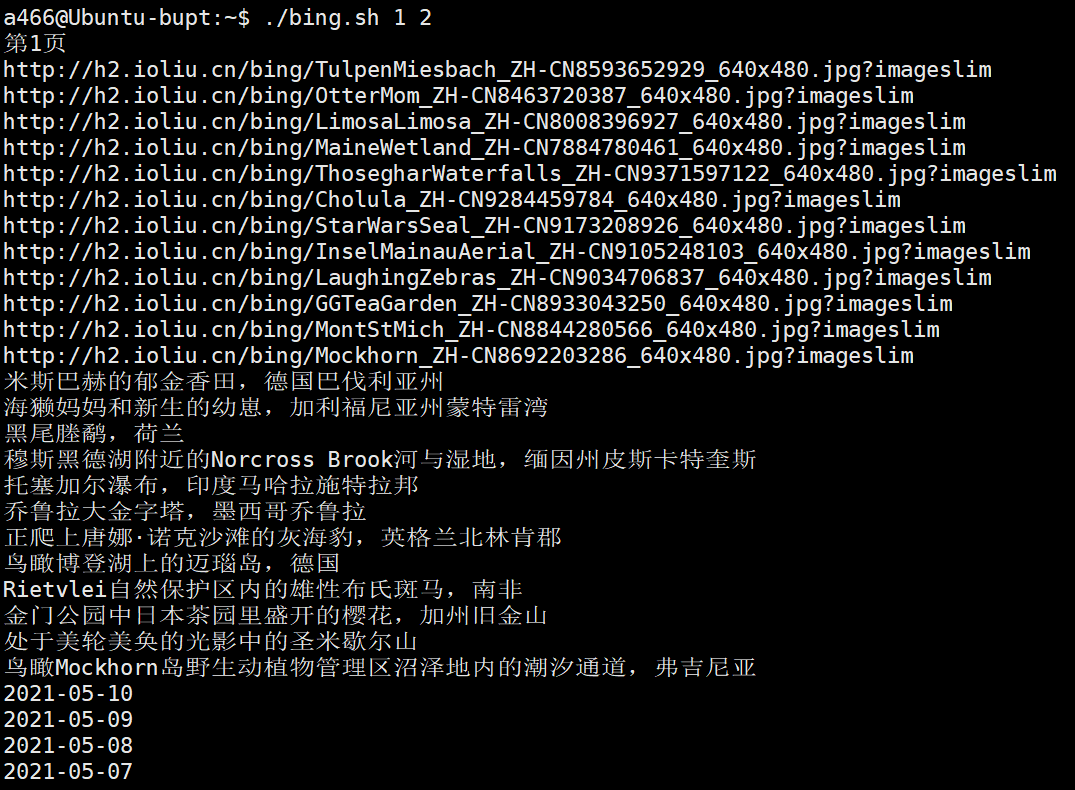 a466@Ubuntu-bupt:~$ ./bing.sh 1 2
第1页
http://h2.ioliu.cn/bing/TulpenMiesbach_ZH-CN8593652929_640x480.jpg?imageslim
http://h2.ioliu.cn/bing/OtterMom_ZH-CN8463720387_640x480.jpg?imageslim
http://h2.ioliu.cn/bing/LimosaLimosa_ZH-CN8008396927_640x480.jpg?imageslim
http://h2.ioliu.cn/bing/MaineWetland_ZH-CN7884780461_640x480.jpg?imageslim
http://h2.ioliu.cn/bing/ThosegharWaterfalls_ZH-CN9371597122_640x480.jpg?imageslim
http://h2.ioliu.cn/bing/Cholula_ZH-CN9284459784_640x480.jpg?imageslim
http://h2.ioliu.cn/bing/StarWarsSeal_ZH-CN9173208926_640x480.jpg?imageslim
http://h2.ioliu.cn/bing/InselMainauAerial_ZH-CN9105248103_640x480.jpg?imageslim
http://h2.ioliu.cn/bing/LaughingZebras_ZH-CN9034706837_640x480.jpg?imageslim
http://h2.ioliu.cn/bing/GGTeaGarden_ZH-CN8933043250_640x480.jpg?imageslim
http://h2.ioliu.cn/bing/MontStMich_ZH-CN8844280566_640x480.jpg?imageslim
http://h2.ioliu.cn/bing/Mockhorn_ZH-CN8692203286_640x480.jpg?imageslim
米斯巴赫的郁金香田，德国巴伐利亚州
海獭妈妈和新生的幼崽，加利福尼亚州蒙特雷湾
黑尾塍鹬，荷兰
穆斯黑德湖附近的Norcross Brook河与湿地，缅因州皮斯卡特奎斯
托塞加尔瀑布，印度马哈拉施特拉邦
乔鲁拉大金字塔，墨西哥乔鲁拉
正爬上唐娜·诺克沙滩的灰海豹，英格兰北林肯郡
鸟瞰博登湖上的迈瑙岛，德国
Rietvlei自然保护区内的雄性布氏斑马，南非
金门公园中日本茶园里盛开的樱花，加州旧金山
处于美轮美奂的光影中的圣米歇尔山
鸟瞰Mockhorn岛野生动植物管理区沼泽地内的潮汐通道，弗吉尼亚
2021-05-10
2021-05-09
2021-05-08
2021-05-07